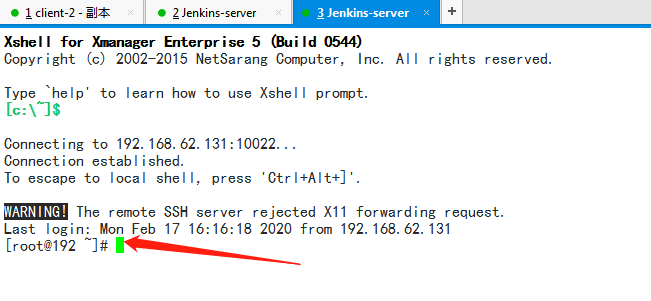 1 client-2 - 副本
2 Jenkins-server
3 Jenkins-server
+
Xshell for Xmanager Enterprise 5 (Build 0544)
Copyright (c) 2002-2015 NetSarang Computer, Inc. All rights reserved.
Type `help' to learn how to use Xshell prompt.
[c:\~]$
Connecting to 192.168.62.131:10022...
Connection established.
To escape to local shell, press 'Ctrl+Alt+]'.
WARNING! The remote SSH server rejected X11 forwarding request.
Last login: Mon Feb 17 16:16:18 2020 from 192.168.62.131
[root@192 ~]#